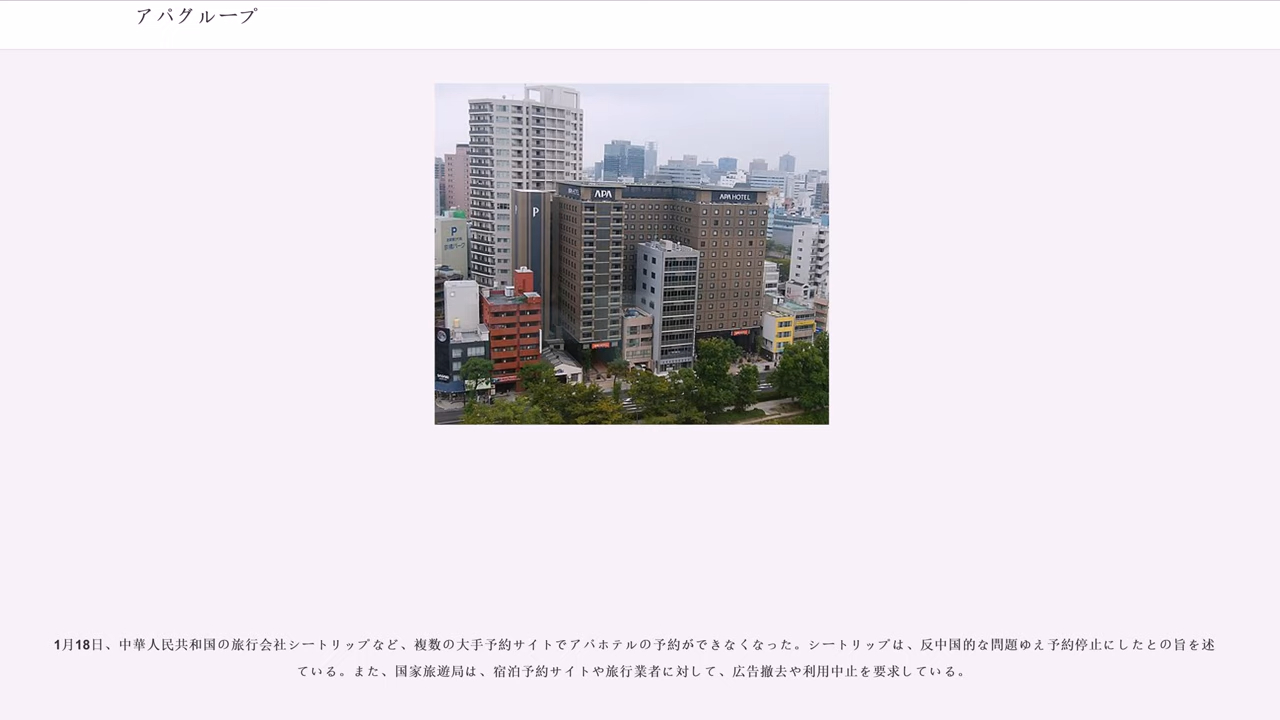 アパグループ
APA
APA HOTEL
P
P
1月18日、中華人民共和国の旅行会社シートリップなど、複数の大手予約サイトでアパホテルの予約ができなくなった。シートリップは、反中国的な問題ゆえ予約停止にしたとの旨を述
ている。また、国家旅遊局は、宿泊予約サイトや旅行業者に対して、広告撤去や利用中止を要求している。